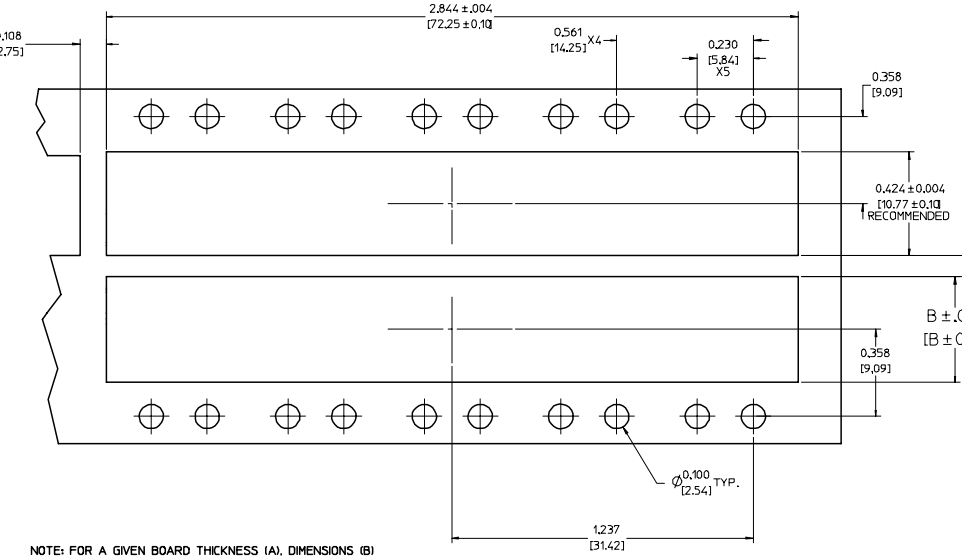 2.844 ±.004
[72.25 ±0.10]
0.108
2.75]
0.561
[14.25] X4
0.230
[5.84]
X5
0.358
[9.09]
0.424 ±0.004
[10.77 ±0.10]
RECOMMENDED
B ±.0
[B ±0
0.358
[9.09]
Ø0.100 TYP.
[2.54]
1.237
[31.42]
NOTE: FOR A GIVEN BOARD THICKNESS (A), DIMENSIONS (B)